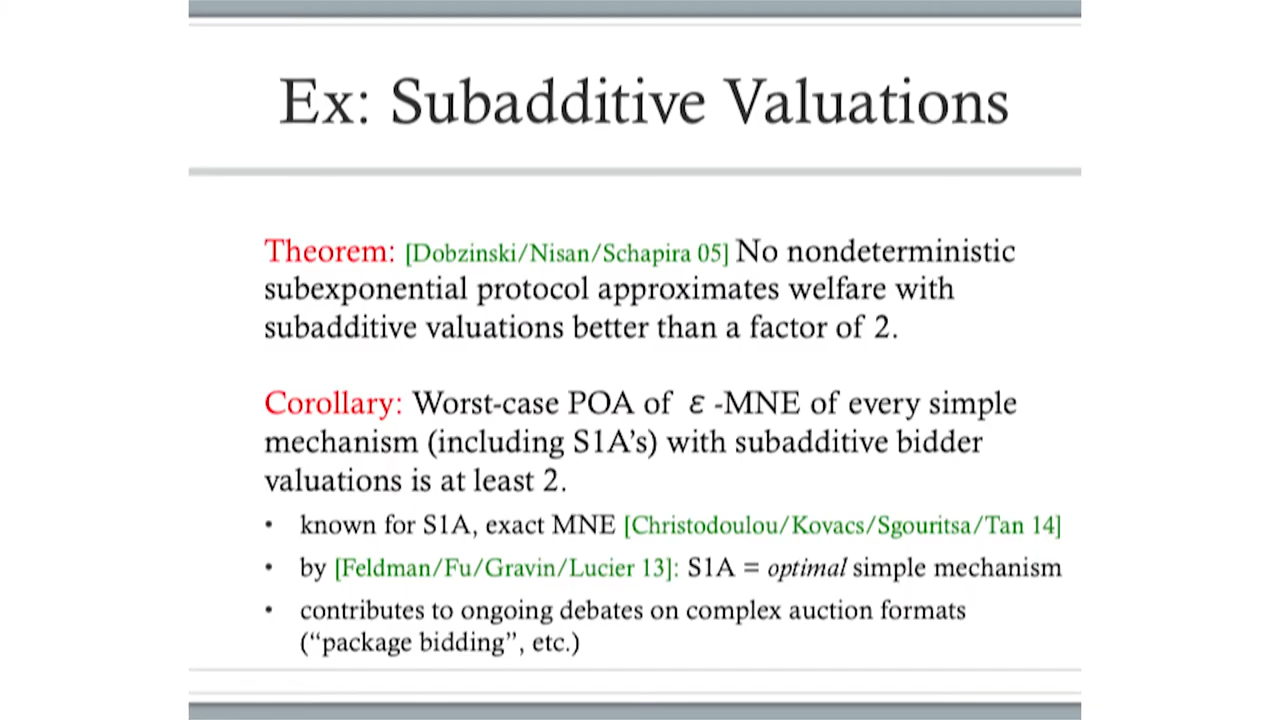 Ex: Subadditive Valuations
Theorem: [Dobzinski/Nisan/Schapira 05] No nondeterministic
subexponential protocol approximates welfare with
subadditive valuations better than a factor of 2.
Corollary: Worst-case POA of ε -MNE of every simple
mechanism (including S1A’s) with subadditive bidder
valuations is at least 2.
• known for S1A, exact MNE [Christodoulou/Kovacs/Sgouritsa/Tan 14]
• by [Feldman/Fu/Gravin/Lucier 13]: S1A = optimal simple mechanism
• contributes to ongoing debates on complex auction formats
(“package bidding”, etc.)